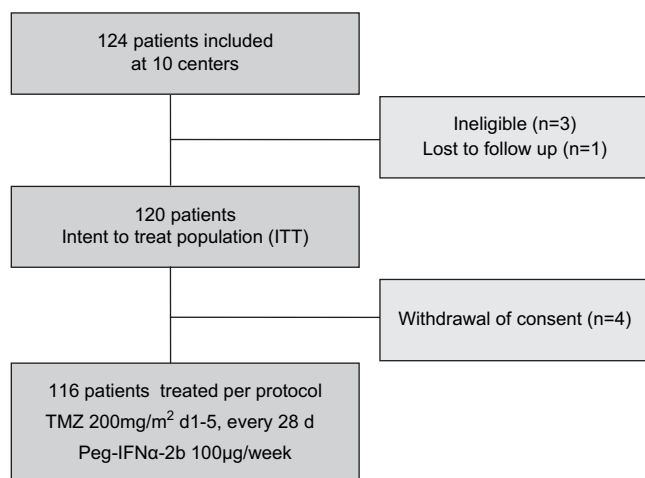 124 patients included
at 10 centers
Ineligible (n=3)
Lost to follow up (n=1)
120 patients
Intent to treat population (ITT)
Withdrawal of consent (n=4)
116 patients treated per protocol
TMZ 200mg/m² d1-5, every 28 d
Peg-IFNα-2b 100μg/week